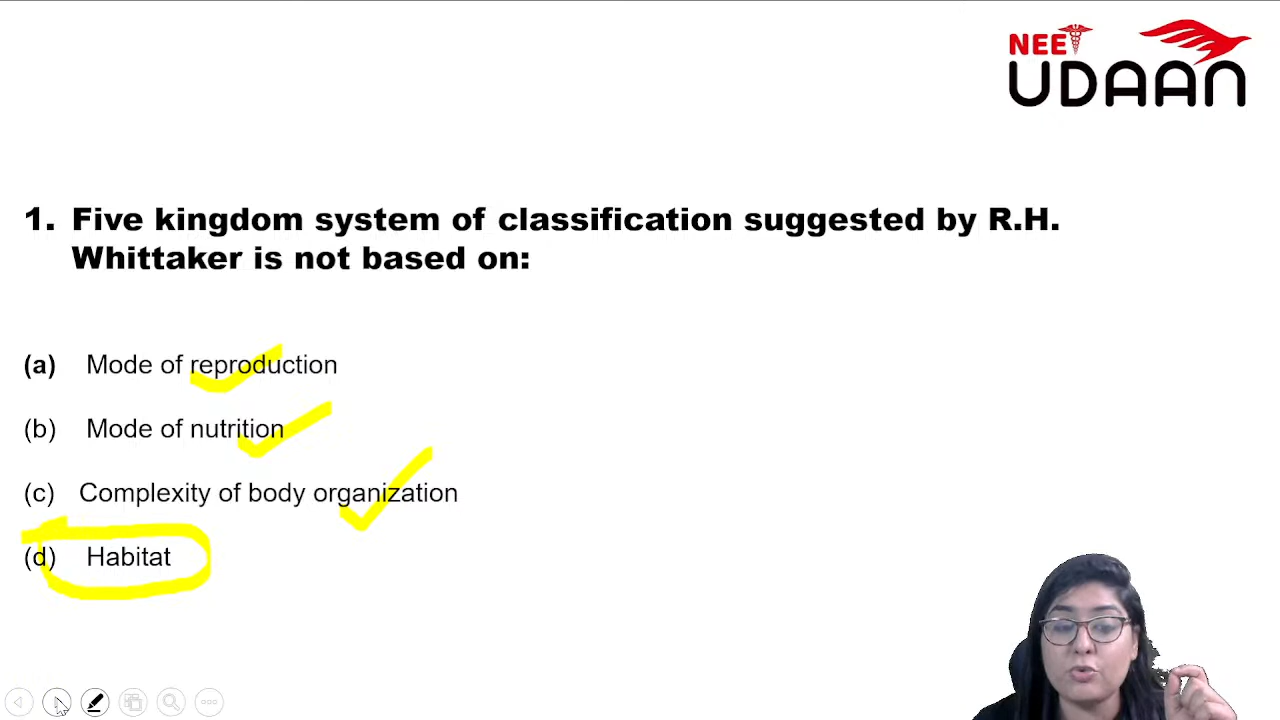 NEET
UDAAN
1. Five kingdom system of classification suggested by R.H.
Whittaker is not based on:
(a) Mode of reproduction
(b) Mode of nutrition
(c) Complexity of body organization
(d) Habitat